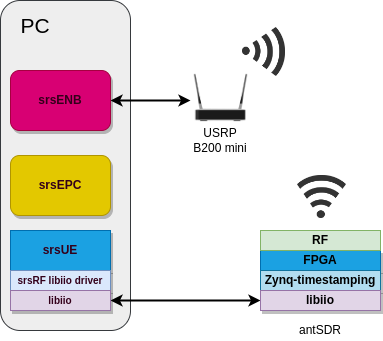 PC
srsENB
USRP
B200 mini
srsEPC
srsUE
srsRF libiio driver
libiio
RF
FPGA
Zynq-timestamping
libiio
antSDR